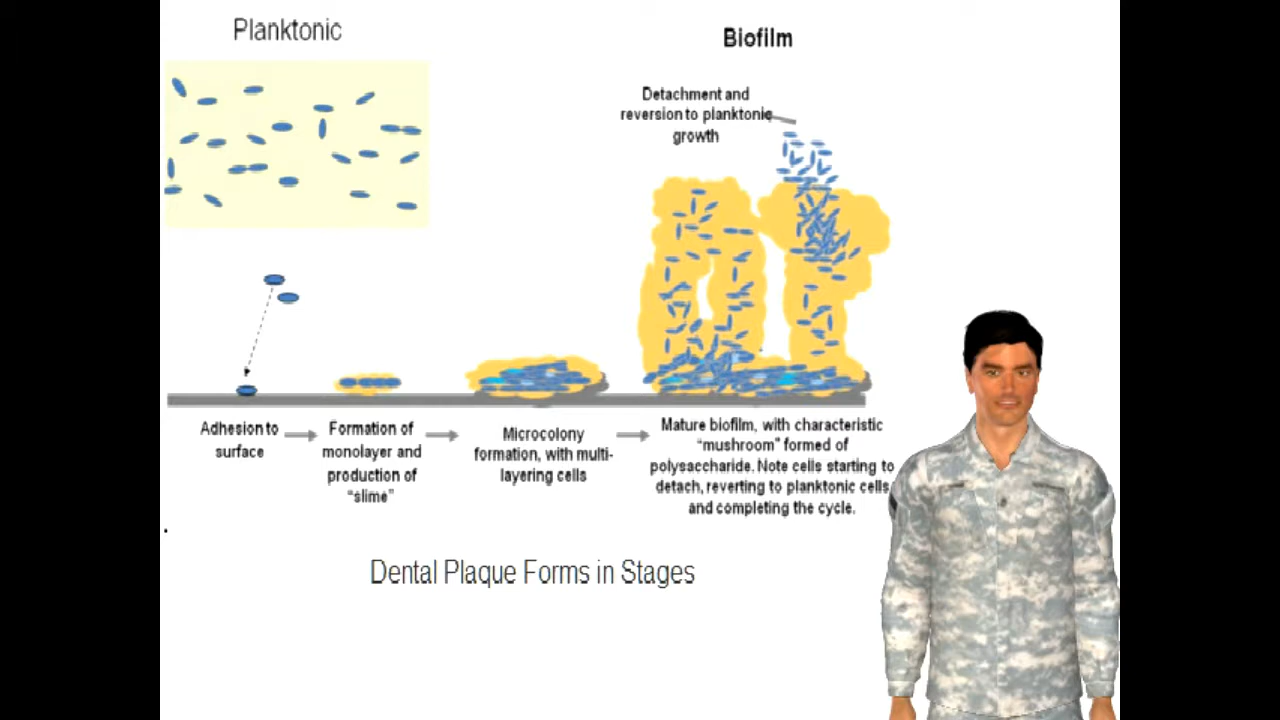 Planktonic
Biofilm
Detachment and
reversion to planktonic
growth
Adhesion to
surface
Formation of
monolayer and
production of
“slime”
Microcolony
formation, with multi-
layering cells
Mature biofilm, with characteristic
“mushroom” formed of
polysaccharide. Note cells starting to
detach, reverting to planktonic cells
and completing the cycle.
Dental Plaque Forms in Stages